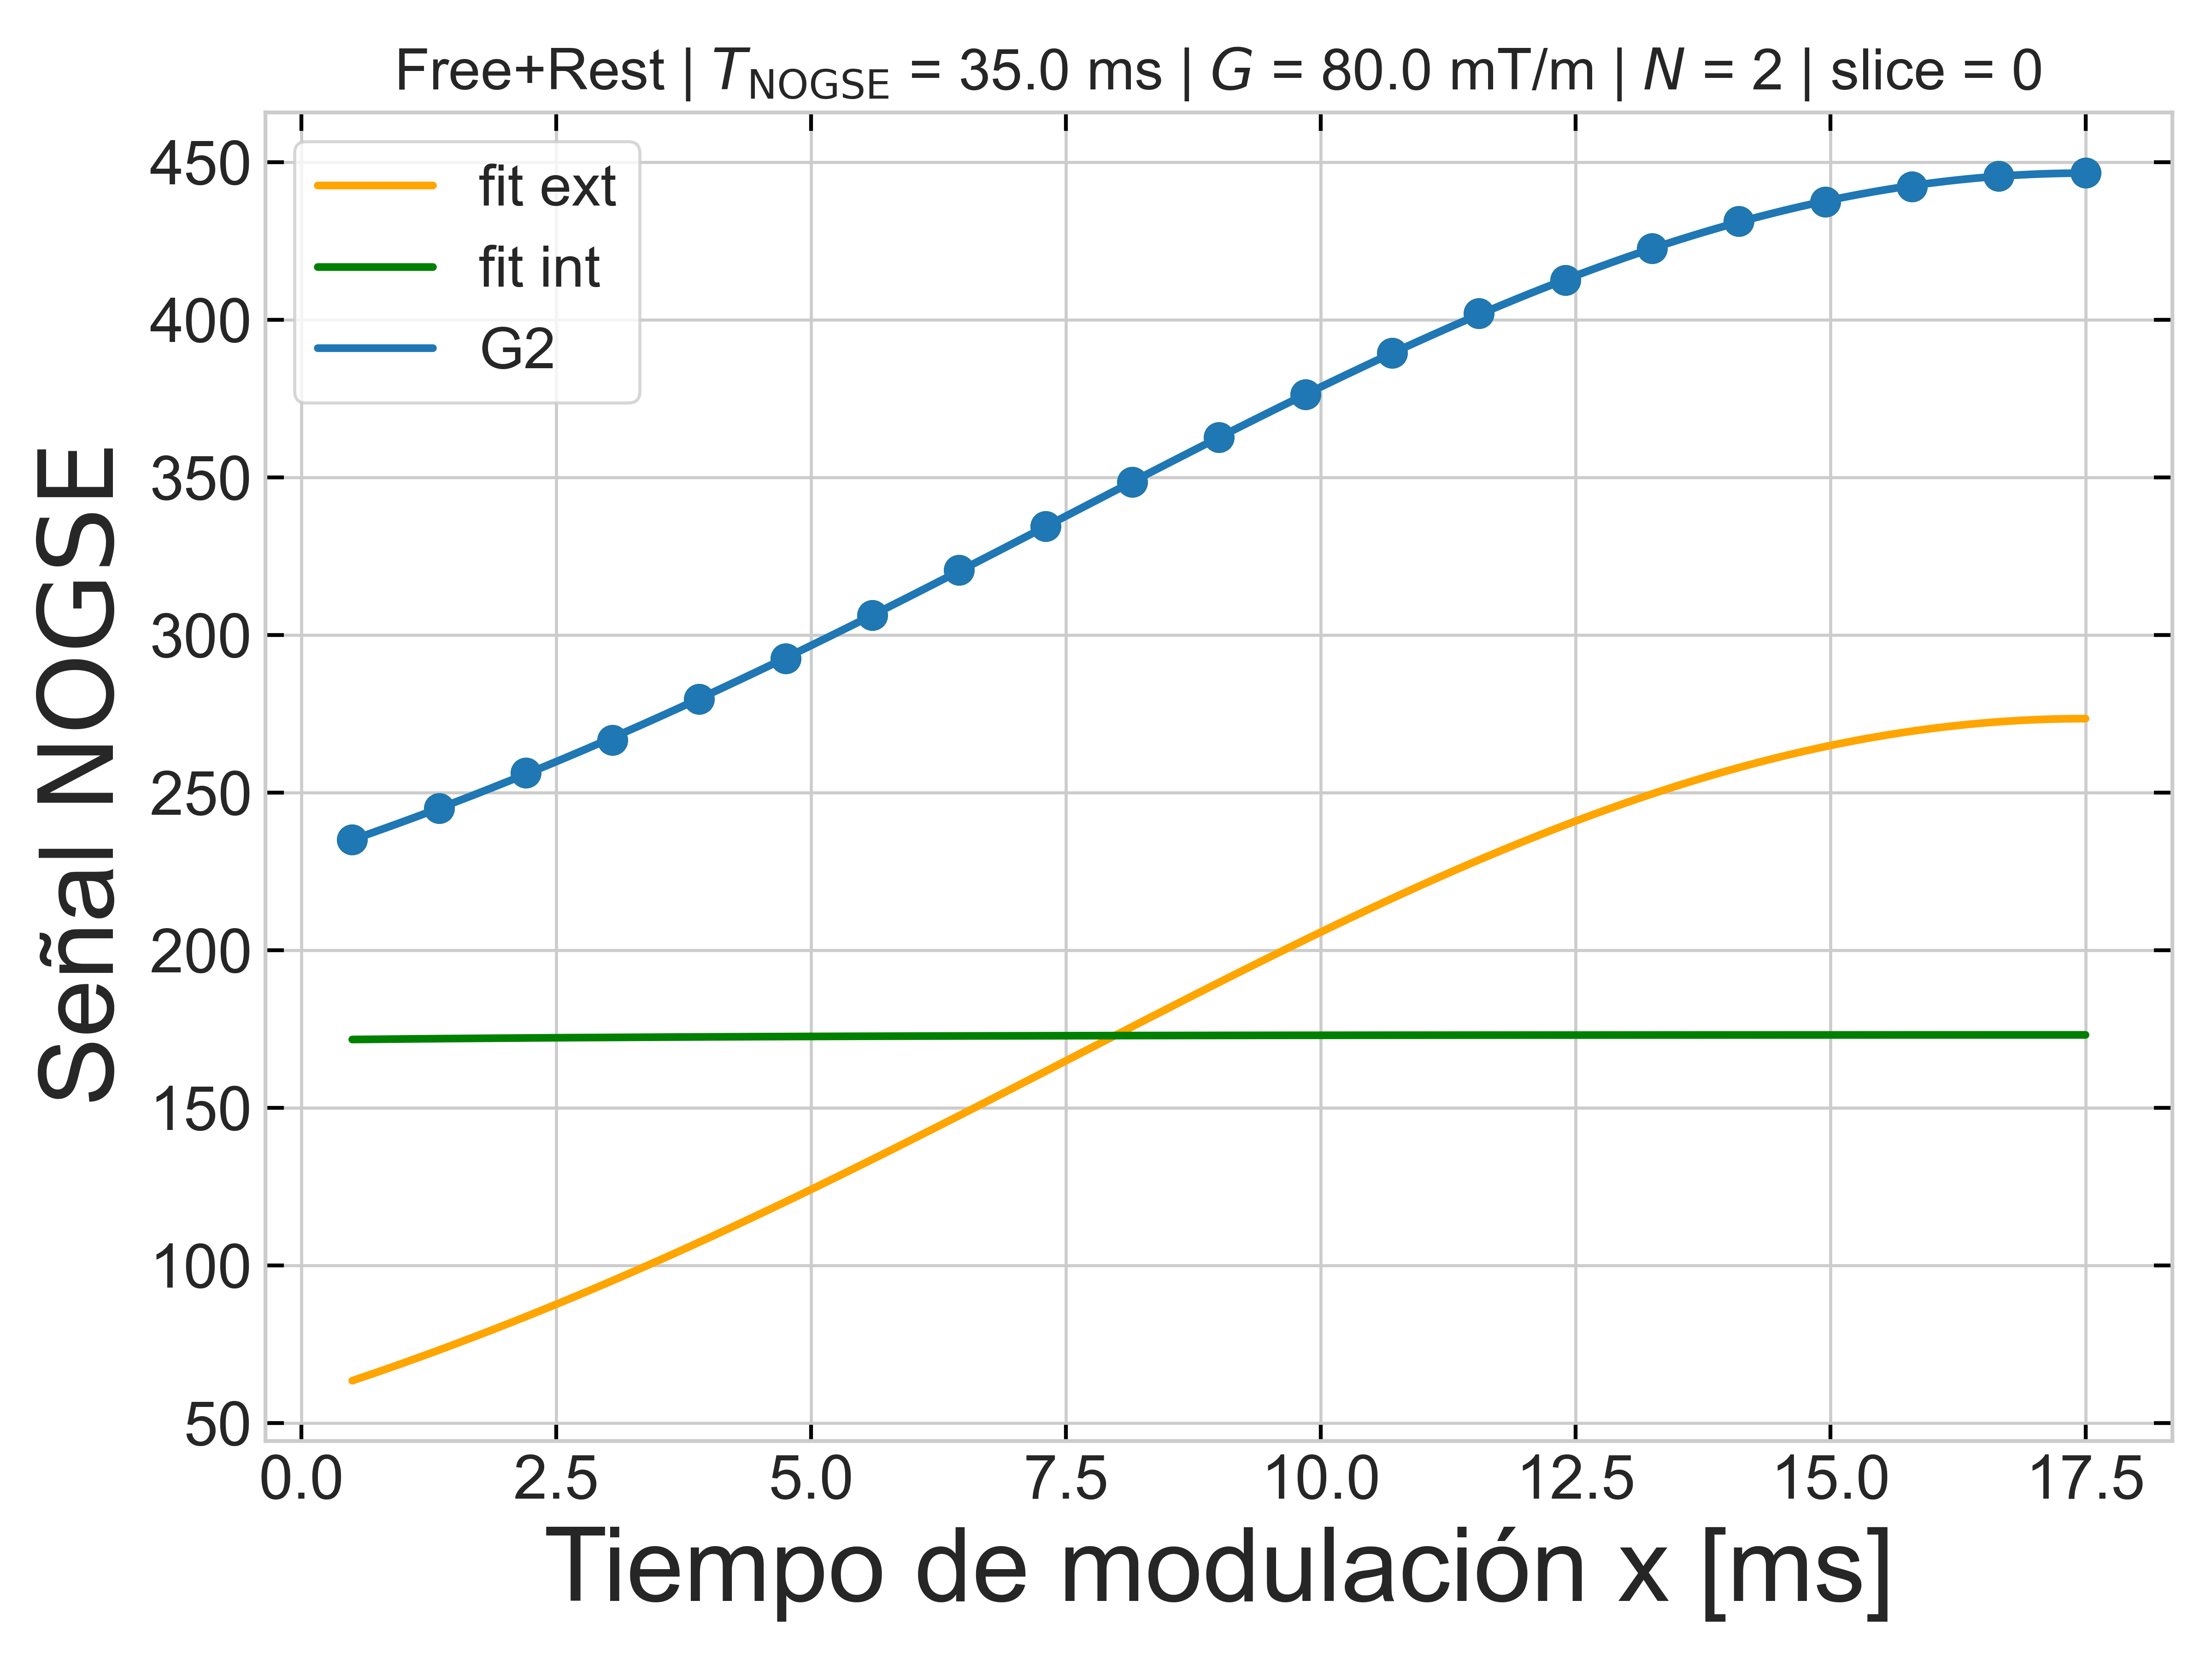 Free+Rest | T_NOGSE = 35.0 ms | G = 80.0 mT/m | N = 2 | slice = 0
fit ext
fit int
G2
Señal NOGSE
450
400
350
300
250
200
150
100
50
0.0 2.5 5.0 7.5 10.0 12.5 15.0 17.5
Tiempo de modulación x [ms]